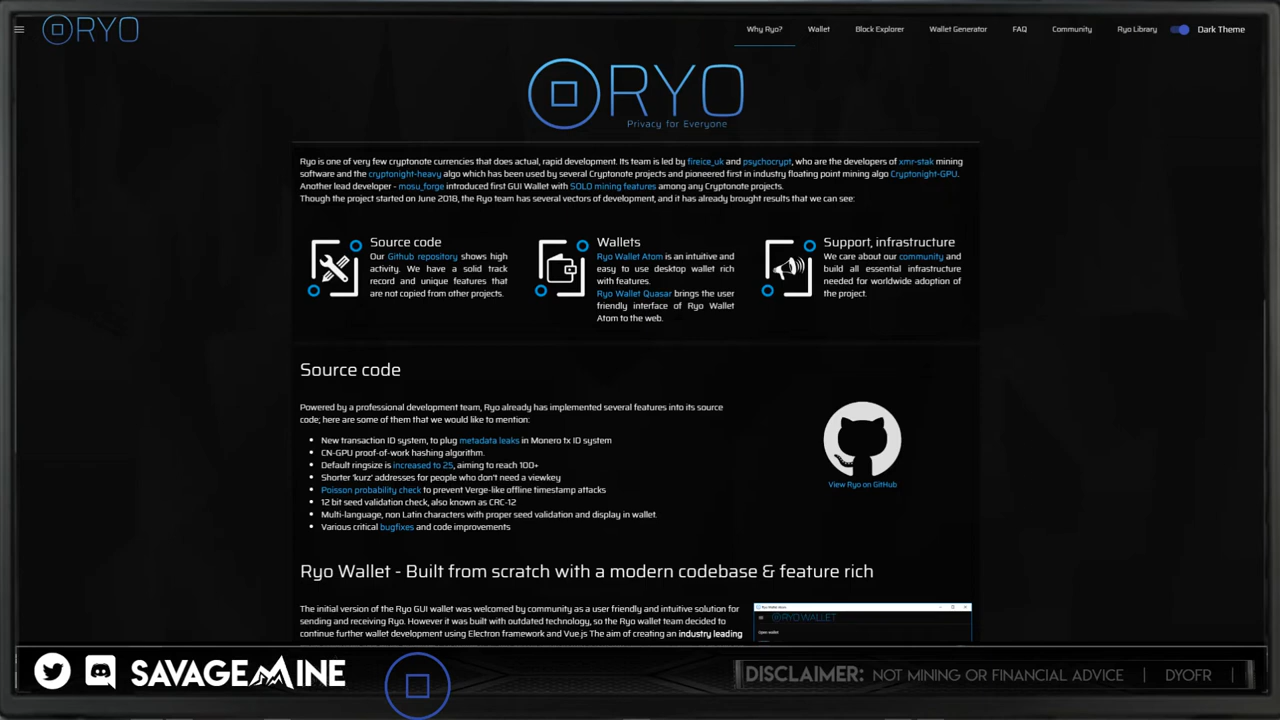 RYO
Why Ryo?
Wallet
Block Explorer
Wallet Generator
FAQ
Community
Ryo Library
Dark Theme
RYO
Privacy for Everyone
Ryo is one of very few cryptonote currencies that does actual, rapid development. Its team is led by fireice_uk and psychocrypt, who are the developers of xmr-stak mining
software and the cryptonight-heavy algo which has been used by several Cryptonote projects and pioneered first in industry floating point mining algo Cryptonight-GPU.
Another lead developer - mosu_forge introduced first GUI Wallet with SOLO mining features among any Cryptonote projects.
Though the project started on June 2018, the Ryo team has several vectors of development, and it has already brought results that we can see:
Source code
Our Github repository shows high
activity. We have a solid track
record and unique features that
are not copied from other projects.
Wallets
Ryo Wallet Atom is an intuitive and
easy to use desktop wallet rich
with features.
Ryo Wallet Quasar brings the user
friendly interface of Ryo Wallet
Atom to the web.
Support, infrastructure
We care about our community and
build all essential infrastructure
needed for worldwide adoption of
the project.
Source code
Powered by a professional development team, Ryo already has implemented several features into its source
code; here are some of them that we would like to mention:
New transaction ID system, to plug metadata leaks in Monero tx ID system
CN-GPU proof-of-work hashing algorithm.
Default ringsize is increased to 25, aiming to reach 100+
Shorter 'kurz' addresses for people who don't need a viewkey
Poisson probability check to prevent Verge-like offline timestamp attacks
12 bit seed validation check, also known as CRC-12
Multi-language, non Latin characters with proper seed validation and display in wallet.
Various critical bugfixes and code improvements
View Ryo on GitHub
Ryo Wallet - Built from scratch with a modern codebase & feature rich
The initial version of the Ryo GUI wallet was welcomed by community as a user friendly and intuitive solution for
sending and receiving Ryo. However it was built with outdated technology, so the Ryo wallet team decided to
continue further wallet development using Electron framework and Vue.js The aim of creating an industry leading
Ryo Wallet Atom
RYO WALLET
Open wallet
SAVAGEMINE
DISCLAIMER: NOT MINING OR FINANCIAL ADVICE | DYOFR |